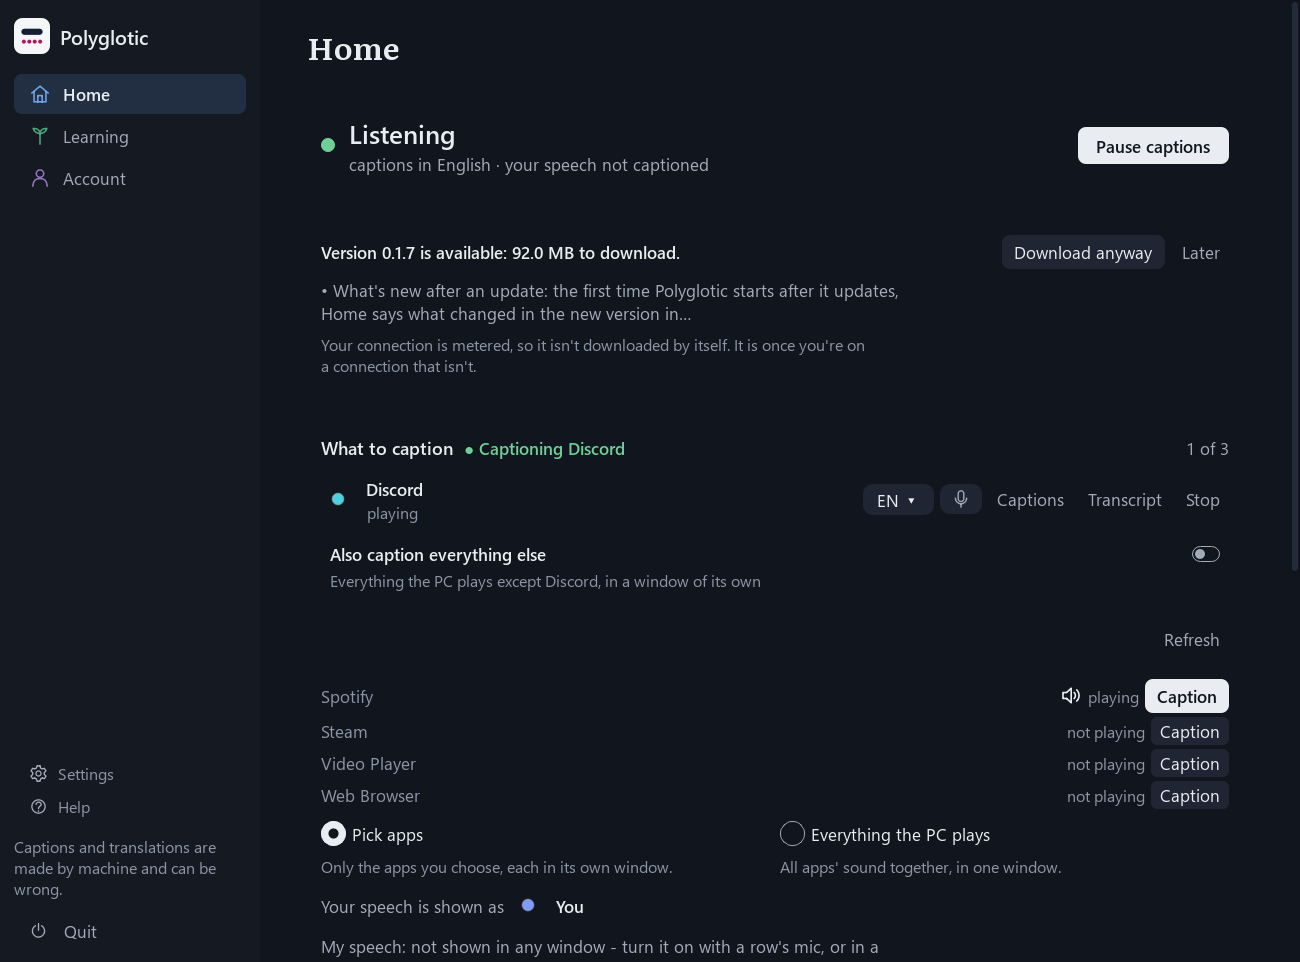 Polyglotic
Home
Learning
Account
Settings
Help
Captions and translations are
made by machine and can be
wrong.
Quit
Home
Listening
captions in English · your speech not captioned
Pause captions
Version 0.1.7 is available: 92.0 MB to download.
Download anyway
Later
• What's new after an update: the first time Polyglotic starts after it updates,
Home says what changed in the new version in...
Your connection is metered, so it isn't downloaded by itself. It is once you're on
a connection that isn't.
What to caption ● Captioning Discord
1 of 3
Discord
playing
EN ▾
Captions
Transcript
Stop
Also caption everything else
Everything the PC plays except Discord, in a window of its own
Refresh
Spotify playing Caption
Steam not playing Caption
Video Player not playing Caption
Web Browser not playing Caption
Pick apps
Only the apps you choose, each in its own window.
Everything the PC plays
All apps' sound together, in one window.
Your speech is shown as You
My speech: not shown in any window - turn it on with a row's mic, or in a